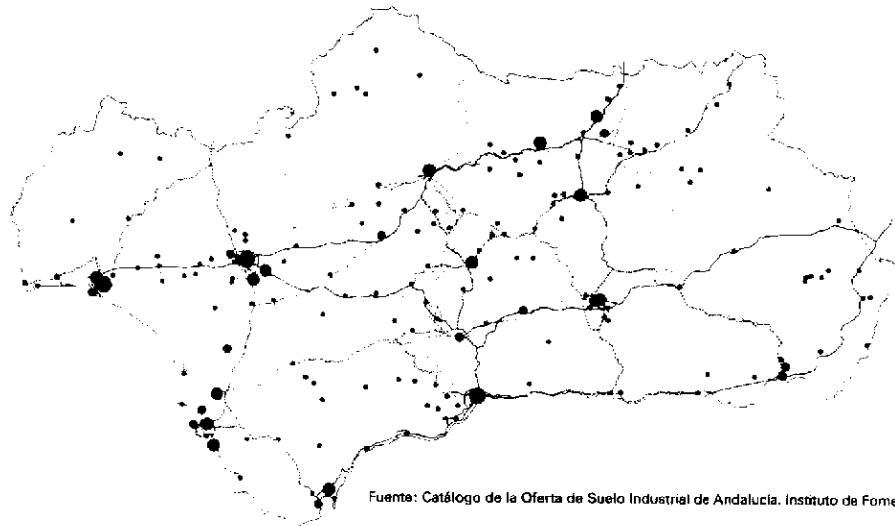 Fuente: Catálogo de la Oferta de Suelo Industrial de Andalucía. Instituto de Fome